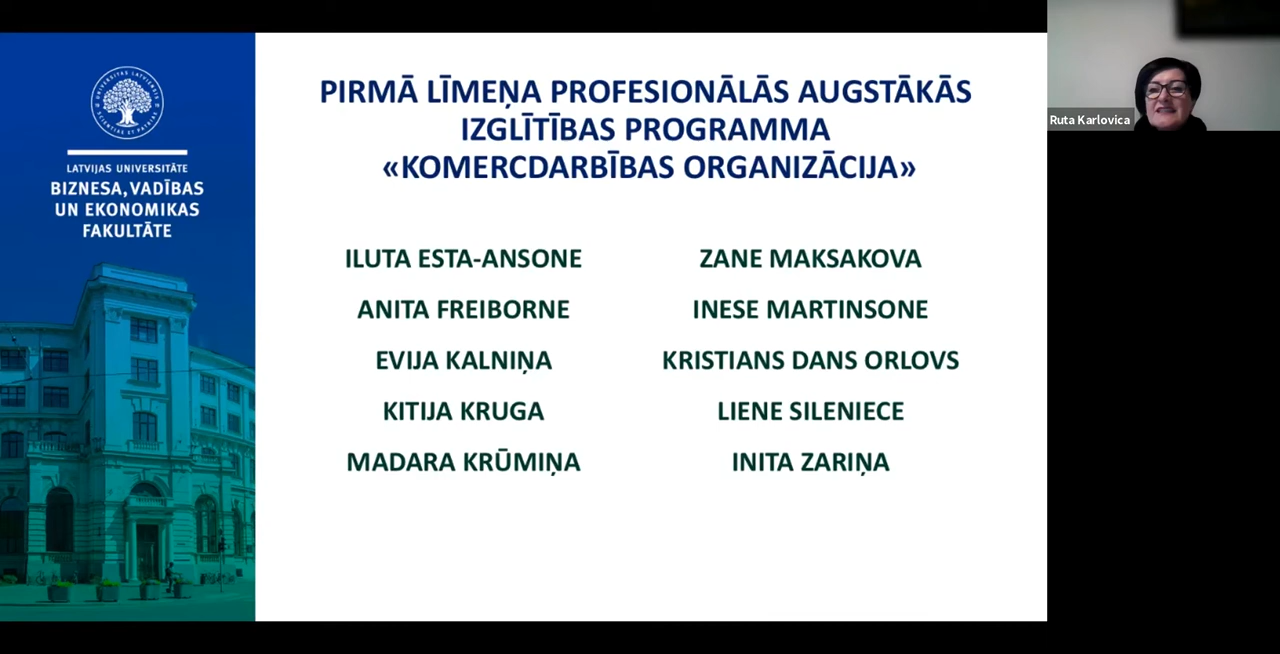 LATVIJAS UNIVERSITĀTE
BIZNESA, VADĪBAS
UN EKONOMIKAS
FAKULTĀTE
PIRMĀ LĪMEŅA PROFESIONĀLĀS AUGSTĀKĀS
IZGLĪTĪBAS PROGRAMMA
«KOMERCDARBĪBAS ORGANIZĀCIJA»
ILUTA ESTA-ANSONE
ANITA FREIBORNE
EVIJA KALNIŅA
KITIJA KRUGA
MADARA KRŪMIŅA
ZANE MAKSAKOVA
INESE MARTINSONE
KRISTIANS DANS ORLOVS
LIENE SILENIECE
INITA ZARIŅA
Ruta Karlovica